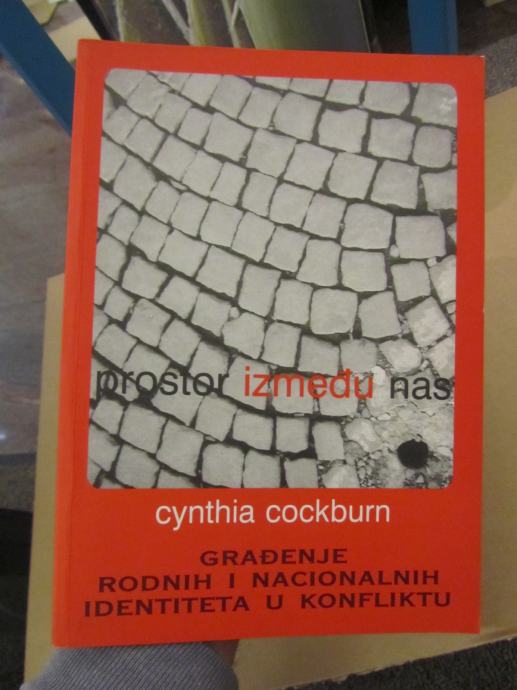 prostor između nas
cynthia cockburn
GRAĐENJE
RODNIH I NACIONALNIH
IDENTITETA U KONFLIKTU